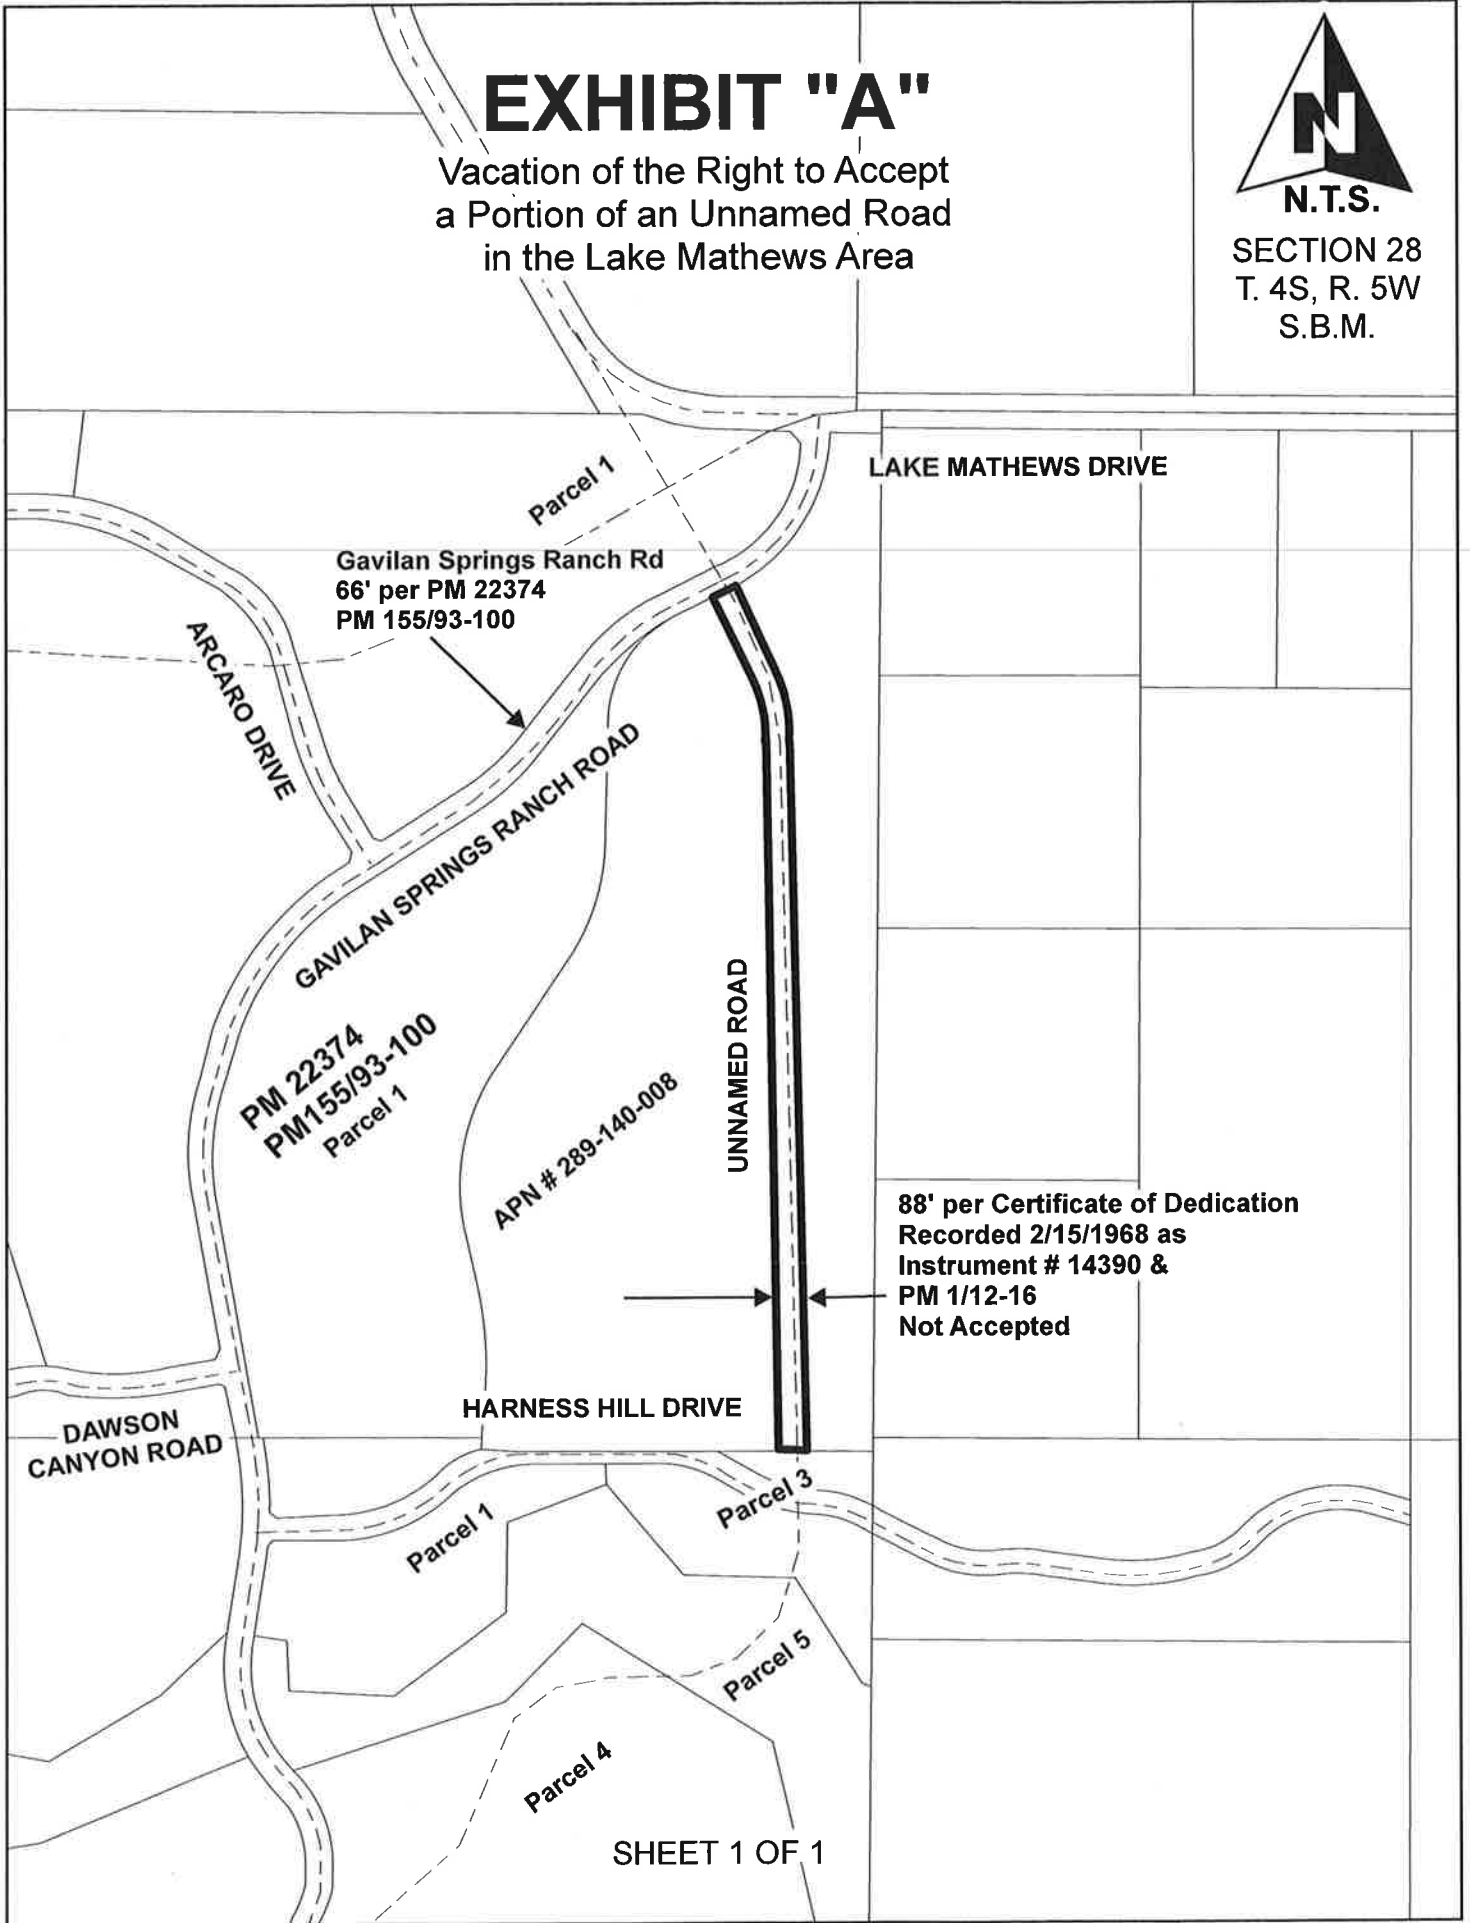 EXHIBIT "A"
Vacation of the Right to Accept
a Portion of an Unnamed Road
in the Lake Mathews Area
N
N.T.S.
SECTION 28
T. 4S, R. 5W
S.B.M.
LAKE MATHEWS DRIVE
Parcel 1
Gavilan Springs Ranch Rd
66' per PM 22374
PM 155/93-100
ARCARO DRIVE
GAVILAN SPRINGS RANCH ROAD
UNNAMED ROAD
PM 22374
PM155/93-100
Parcel 1
APN # 289-140-008
88' per Certificate of Dedication
Recorded 2/15/1968 as
Instrument # 14390 &
PM 1/12-16
Not Accepted
HARNESS HILL DRIVE
DAWSON
CANYON ROAD
Parcel 3
Parcel 1
Parcel 5
Parcel 4
SHEET 1 OF 1